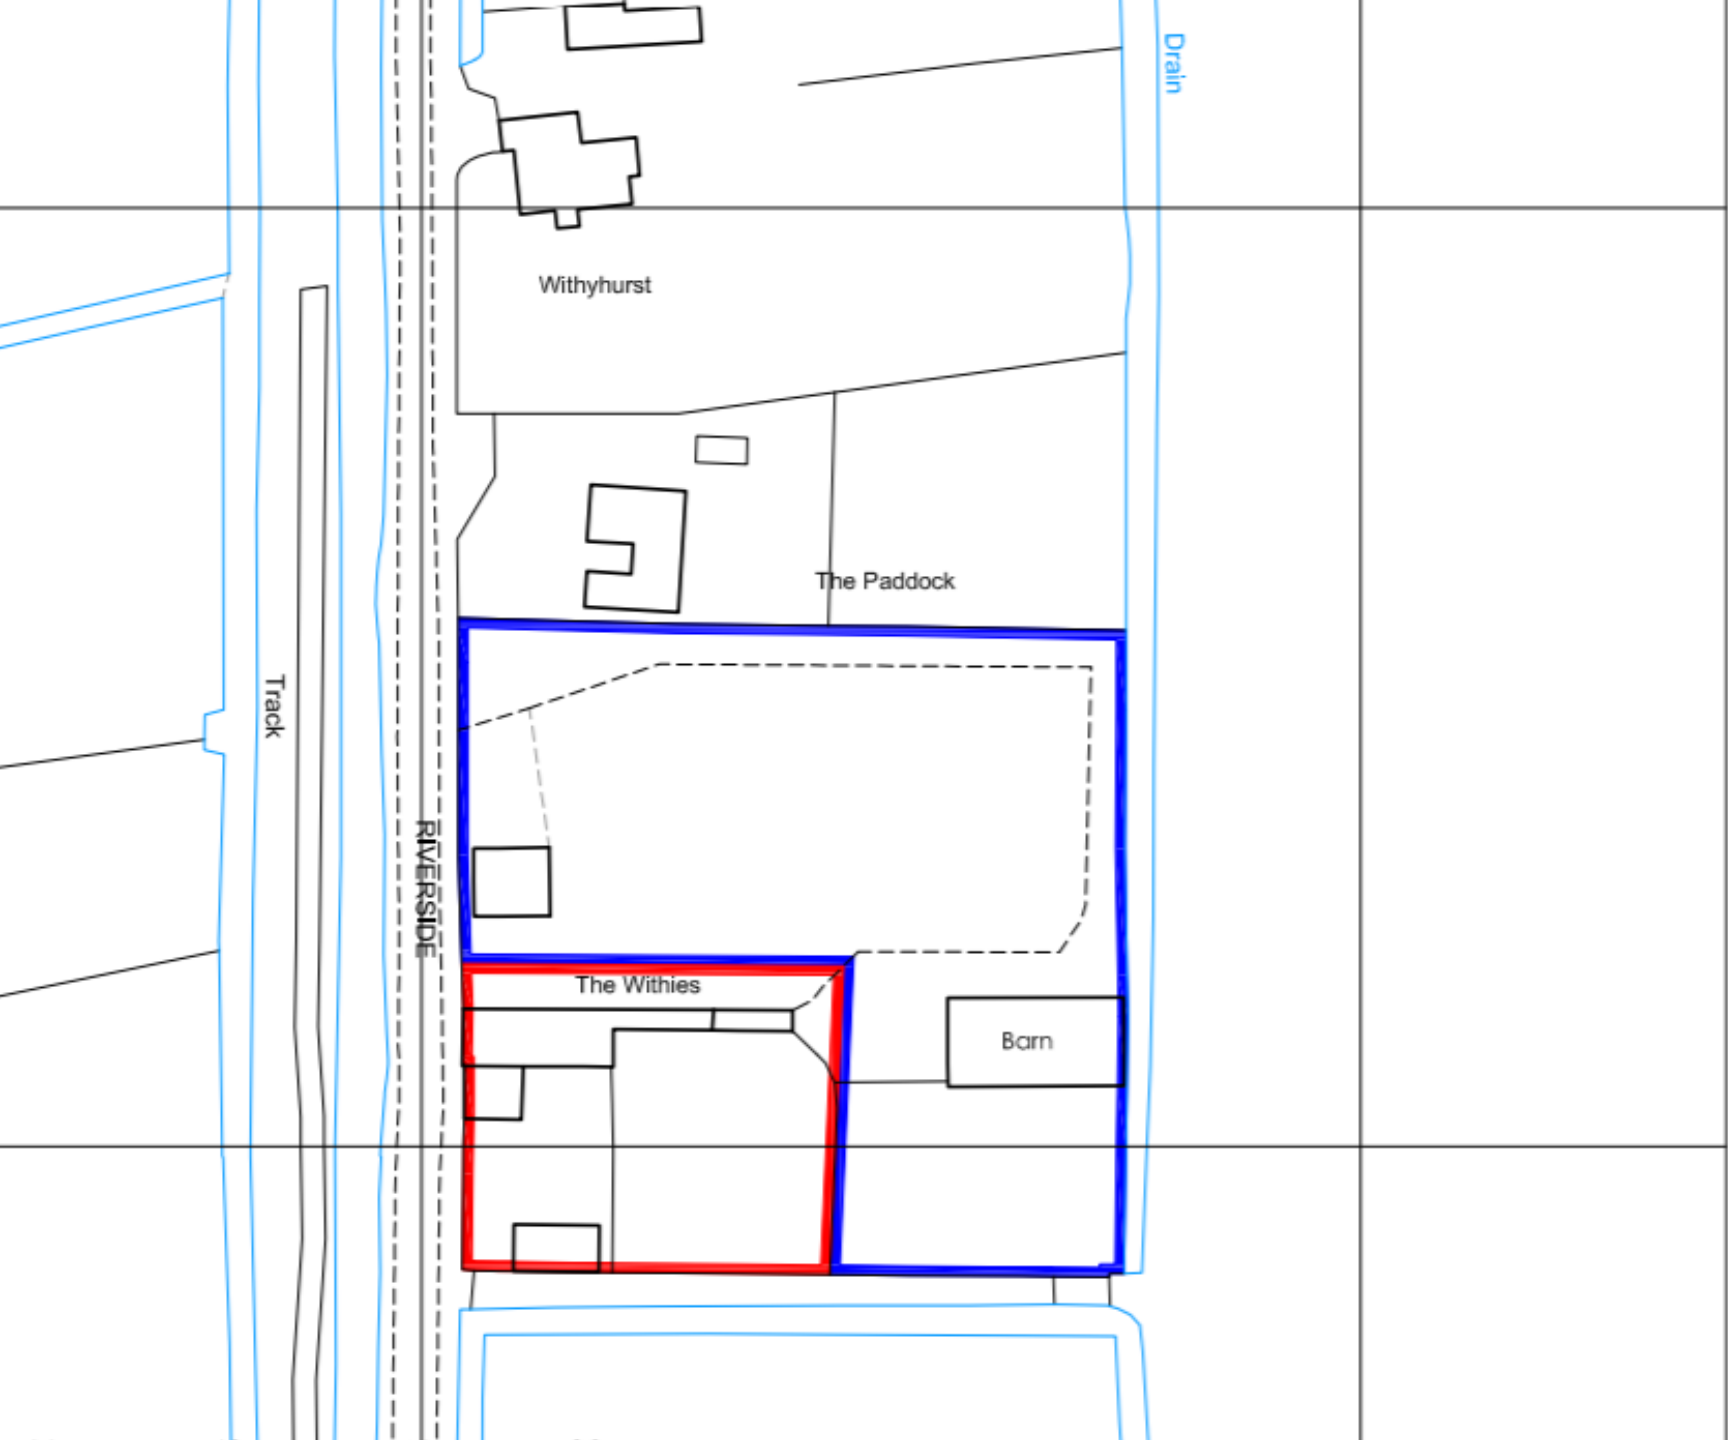 Drain
Withyhurst
The Paddock
Track
RIVERSIDE
The Withies
Barn